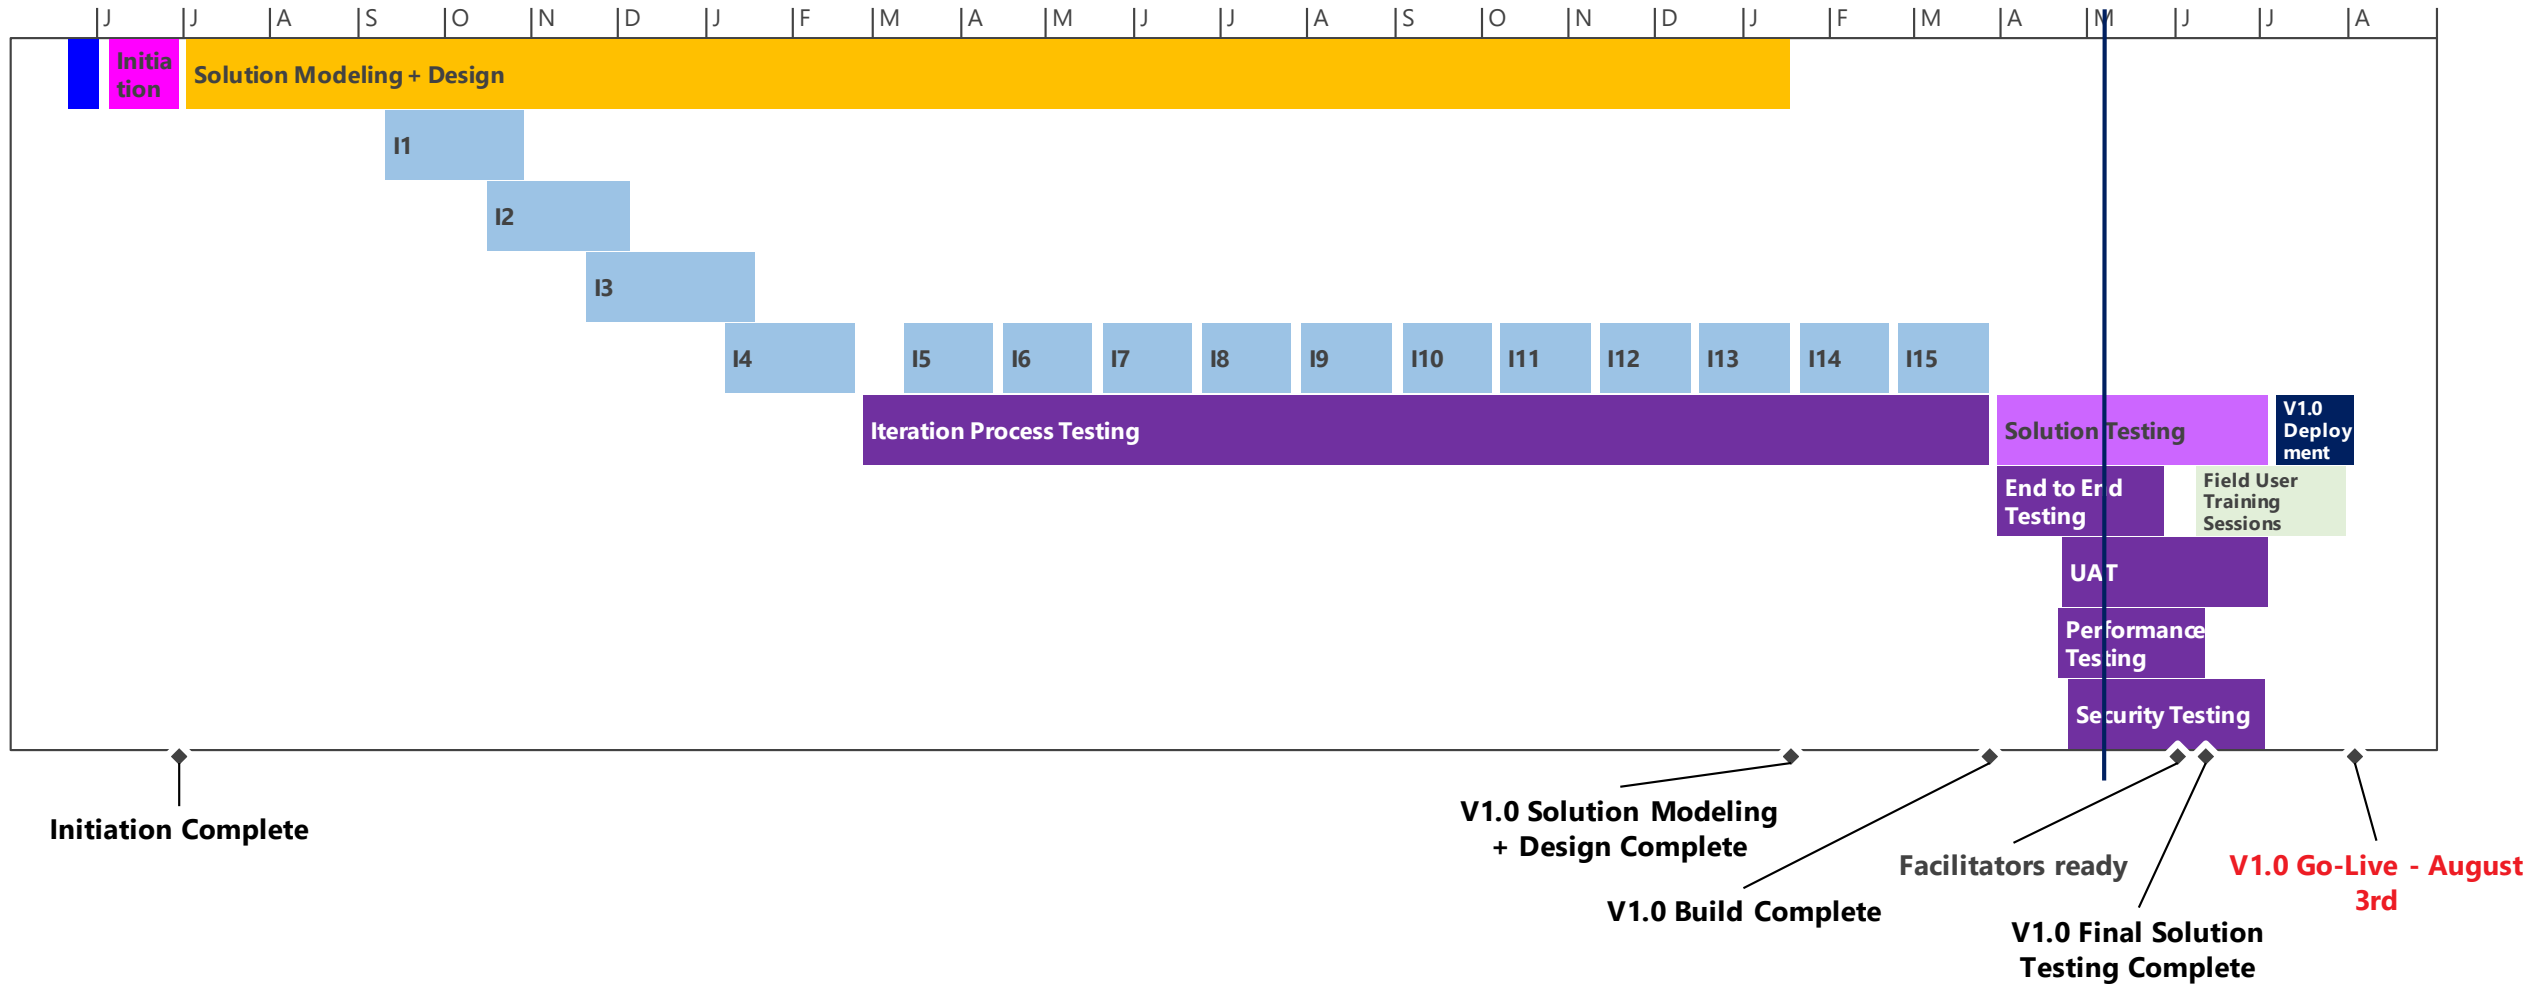 J J A S O N D J F M A M J J A S O N D J F M A M J J A
Initia
tion
Solution Modeling + Design
I1
I2
I3
I4 I5 I6 I7 I8 I9 I10 I11 I12 I13 I14 I15
Iteration Process Testing
Solution Testing
V1.0
Deploy
ment
End to End
Testing
Field User
Training
Sessions
UAT
Performance
Testing
Security Testing
Initiation Complete
V1.0 Solution Modeling
+ Design Complete
V1.0 Build Complete
Facilitators ready
V1.0 Final Solution
Testing Complete
V1.0 Go-Live - August
3rd